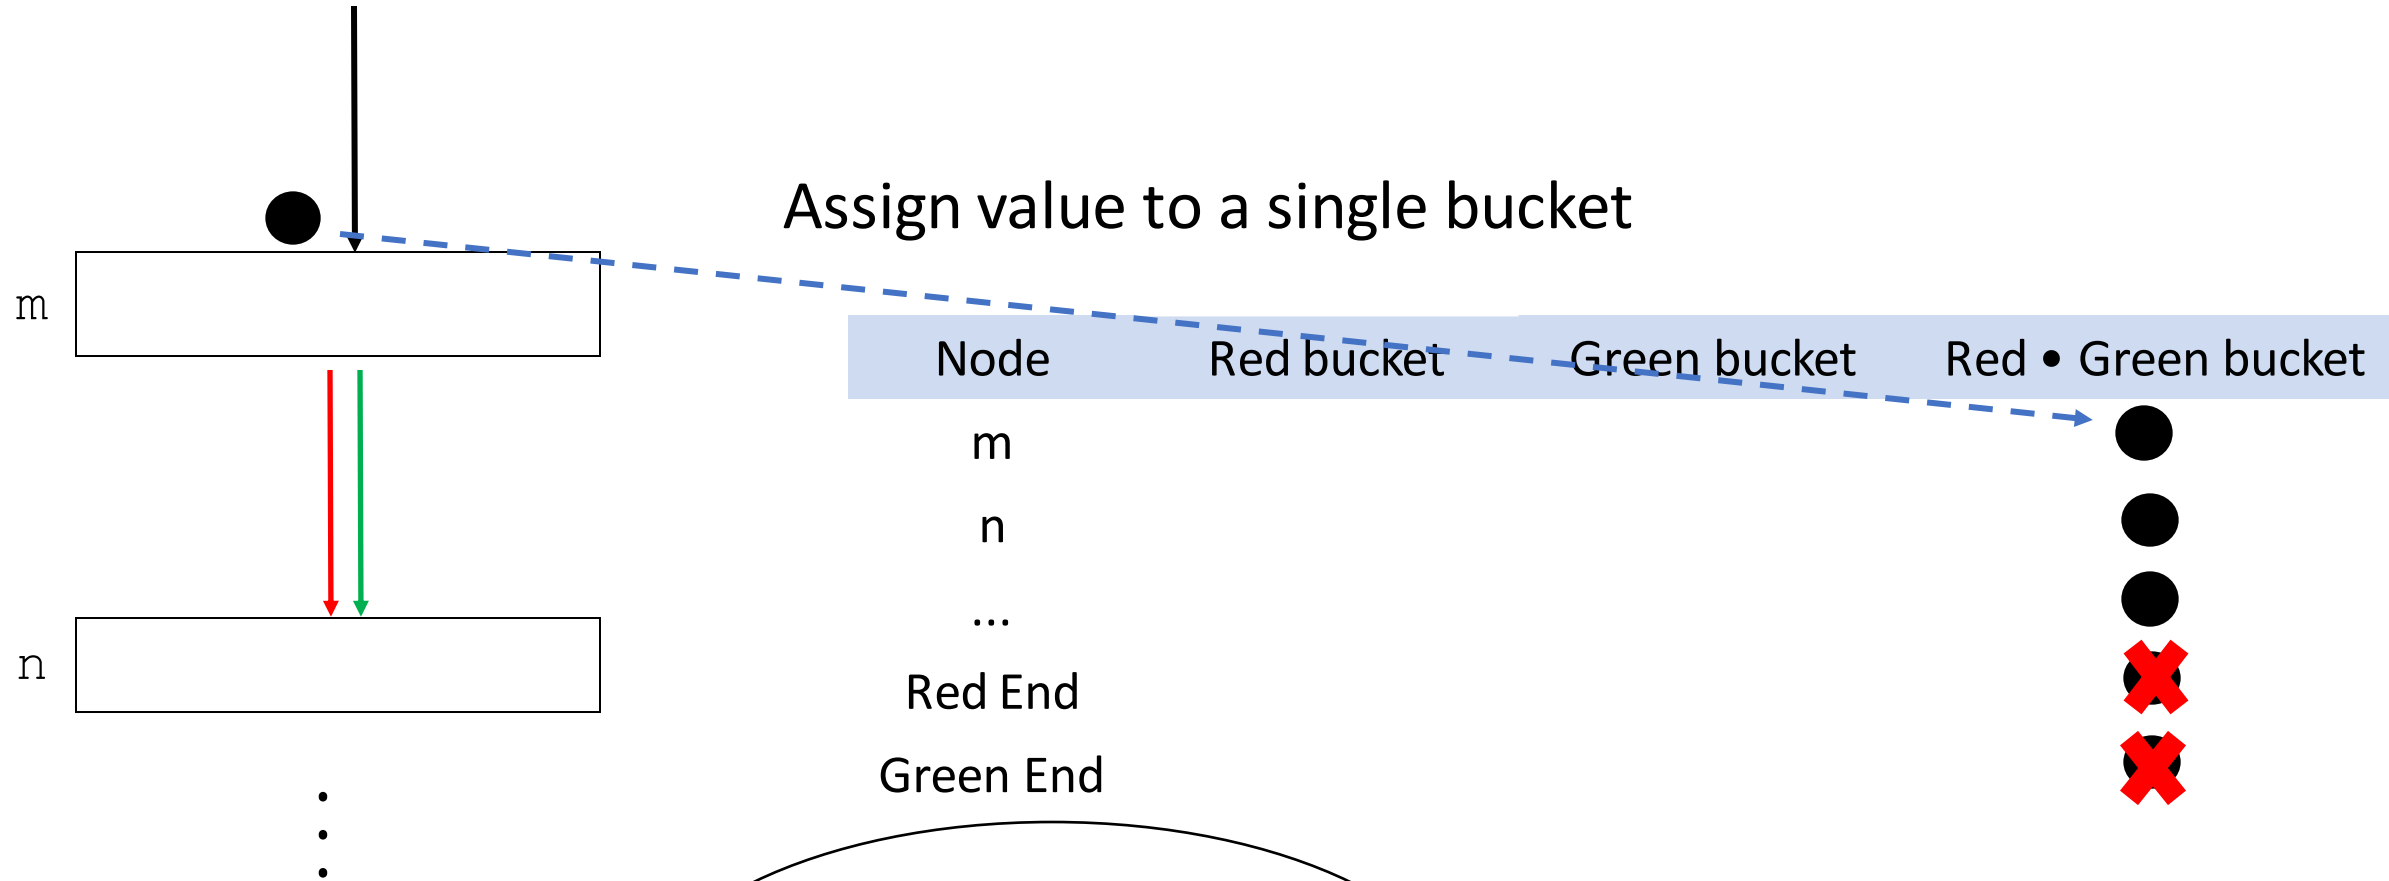 Assign value to a single bucket
m
Node Red bucket Green bucket Red • Green bucket
m
n
...
n
Red End
Green End